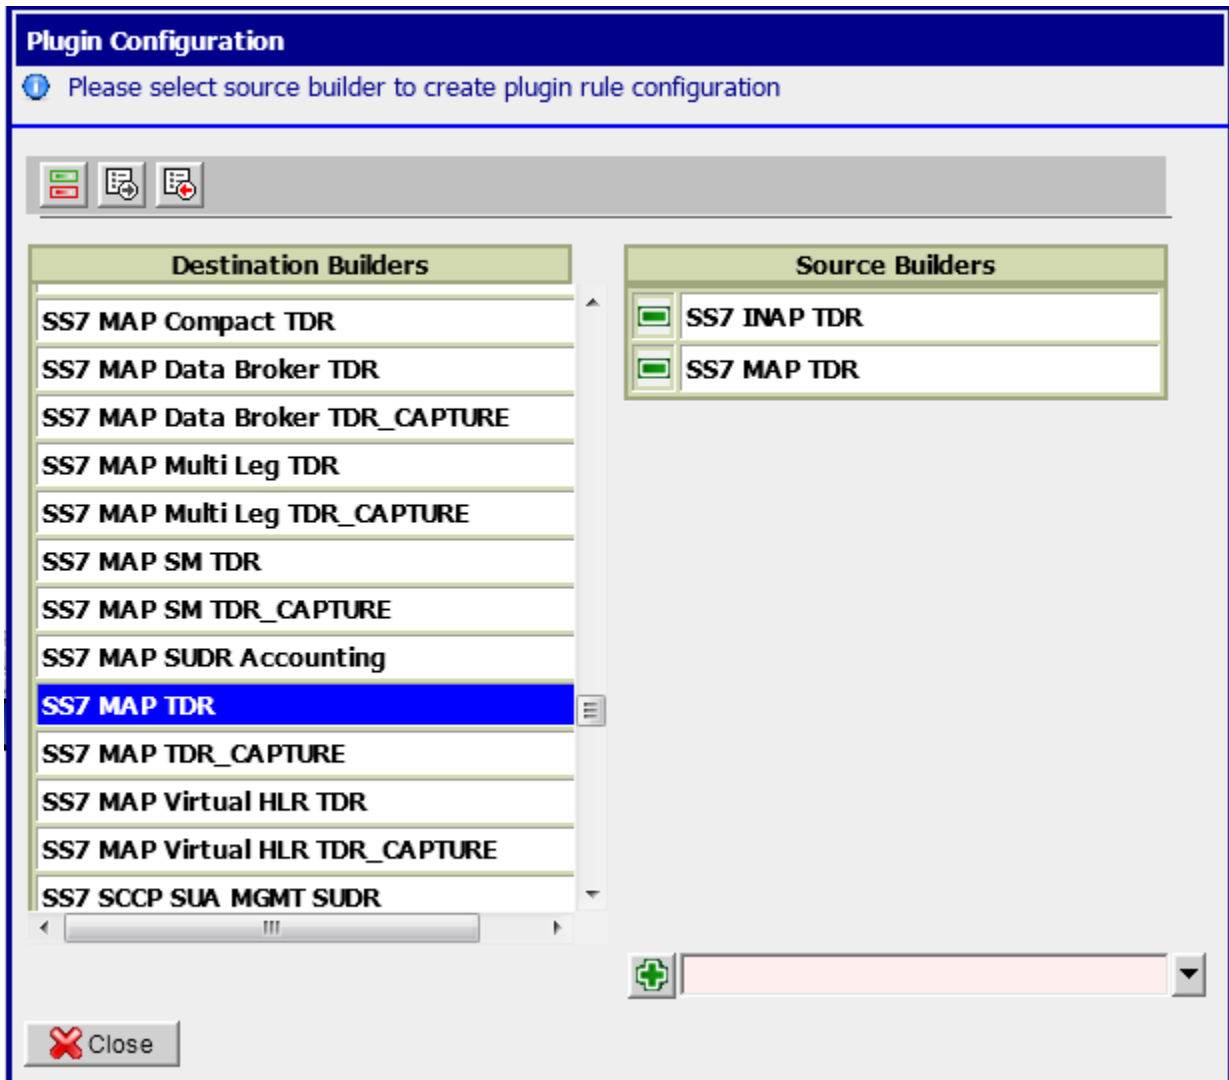 Plugin Configuration
Please select source builder to create plugin rule configuration
Destination Builders
SS7 MAP Compact TDR
SS7 MAP Data Broker TDR
SS7 MAP Data Broker TDR_CAPTURE
SS7 MAP Multi Leg TDR
SS7 MAP Multi Leg TDR_CAPTURE
SS7 MAP SM TDR
SS7 MAP SM TDR_CAPTURE
SS7 MAP SUDR Accounting
SS7 MAP TDR
SS7 MAP TDR_CAPTURE
SS7 MAP Virtual HLR TDR
SS7 MAP Virtual HLR TDR_CAPTURE
SS7 SCCP SUA MGMT SUDR
Source Builders
SS7 INAP TDR
SS7 MAP TDR
Close